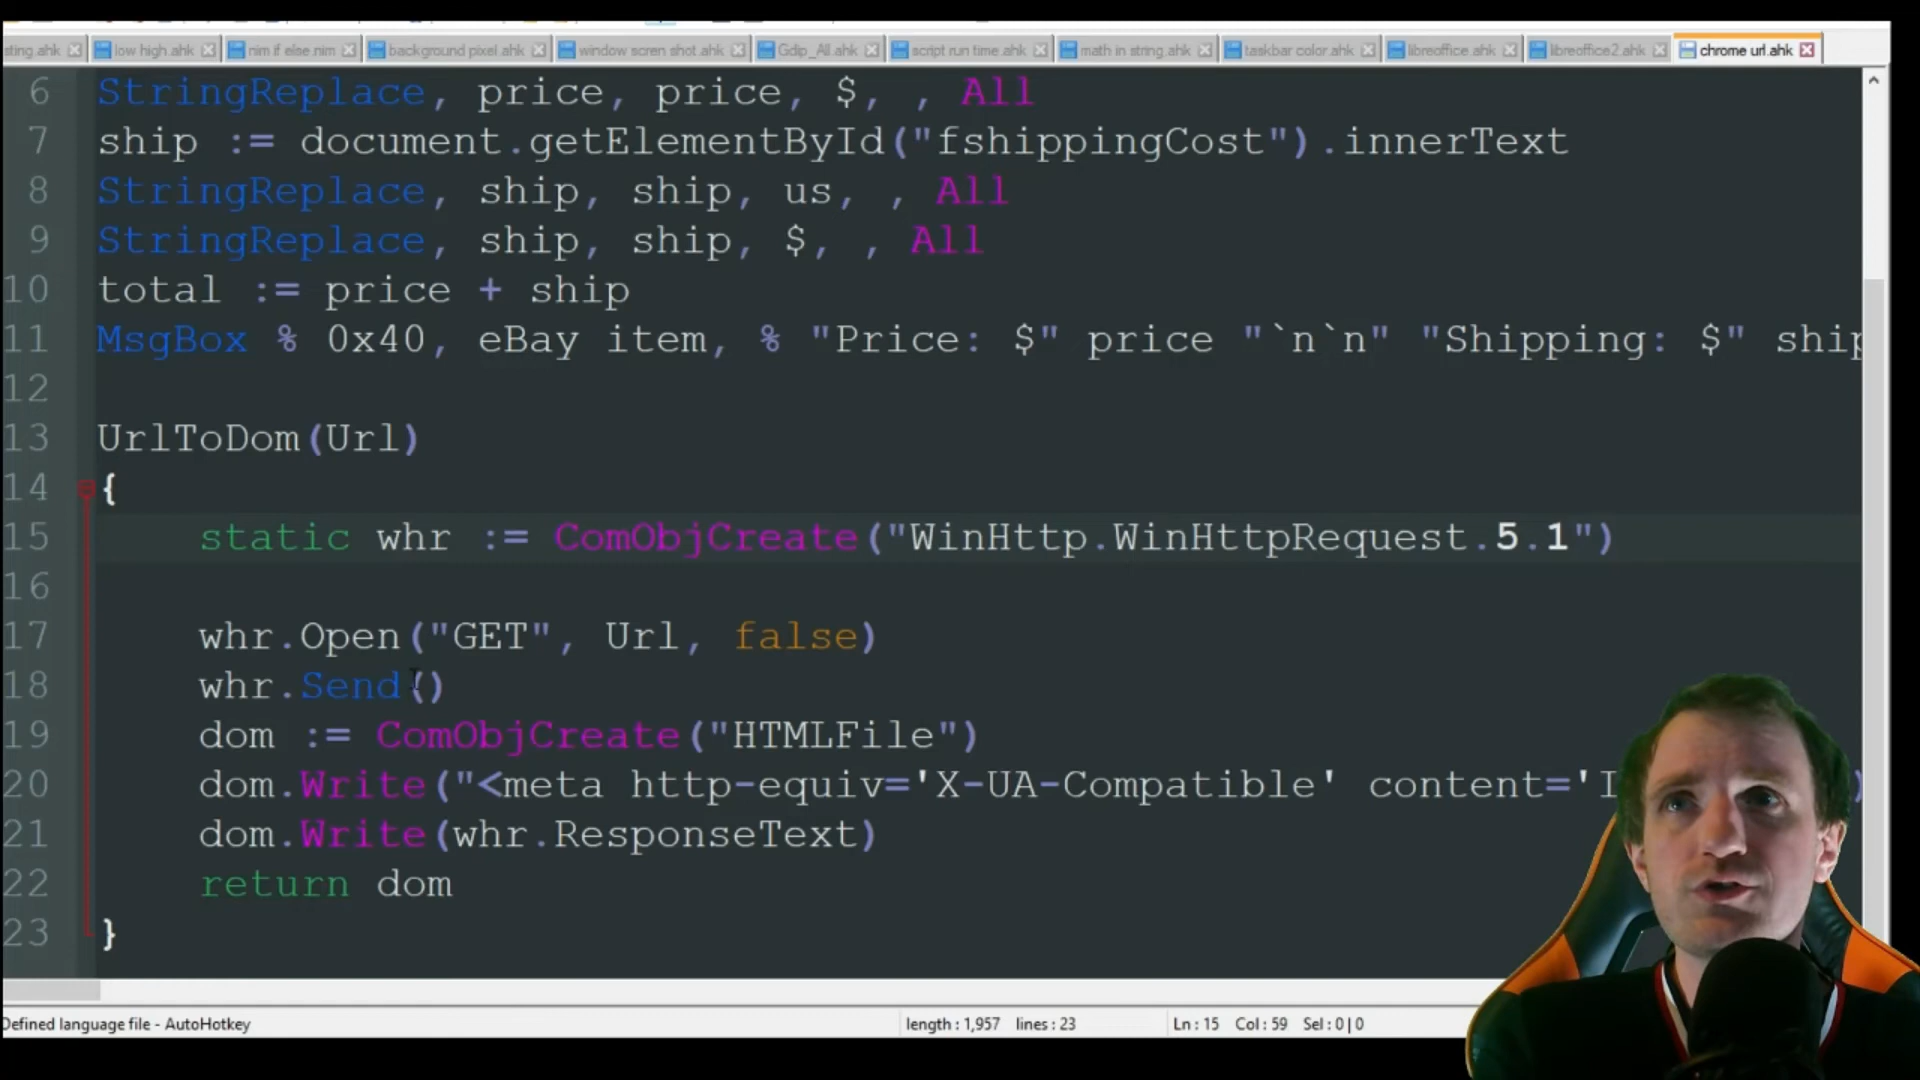 sting.ahk low high.ahk nim if else.nim background pixel.ahk window scren shot.ahk Gdip_All.ahk script run time.ahk math in string.ahk taskbar color.ahk libreoffice.ahk libreoffice2.ahk chrome url.ahk
6 StringReplace, price, price, $, , All
7 ship := document.getElementById("fshippingCost").innerText
8 StringReplace, ship, ship, us, , All
9 StringReplace, ship, ship, $, , All
10 total := price + ship
11 MsgBox % 0x40, eBay item, % "Price: $" price "`n`n" "Shipping: $" ship
12
13 UrlToDom(Url)
14 {
15 static whr := ComObjCreate("WinHttp.WinHttpRequest.5.1")
16
17 whr.Open("GET", Url, false)
18 whr.Send()
19 dom := ComObjCreate("HTMLFile")
20 dom.Write("<meta http-equiv='X-UA-Compatible' content='I )
21 dom.Write(whr.ResponseText)
22 return dom
23 }
Defined language file - AutoHotkey length : 1,957 lines : 23 Ln : 15 Col : 59 Sel : 0 | 0